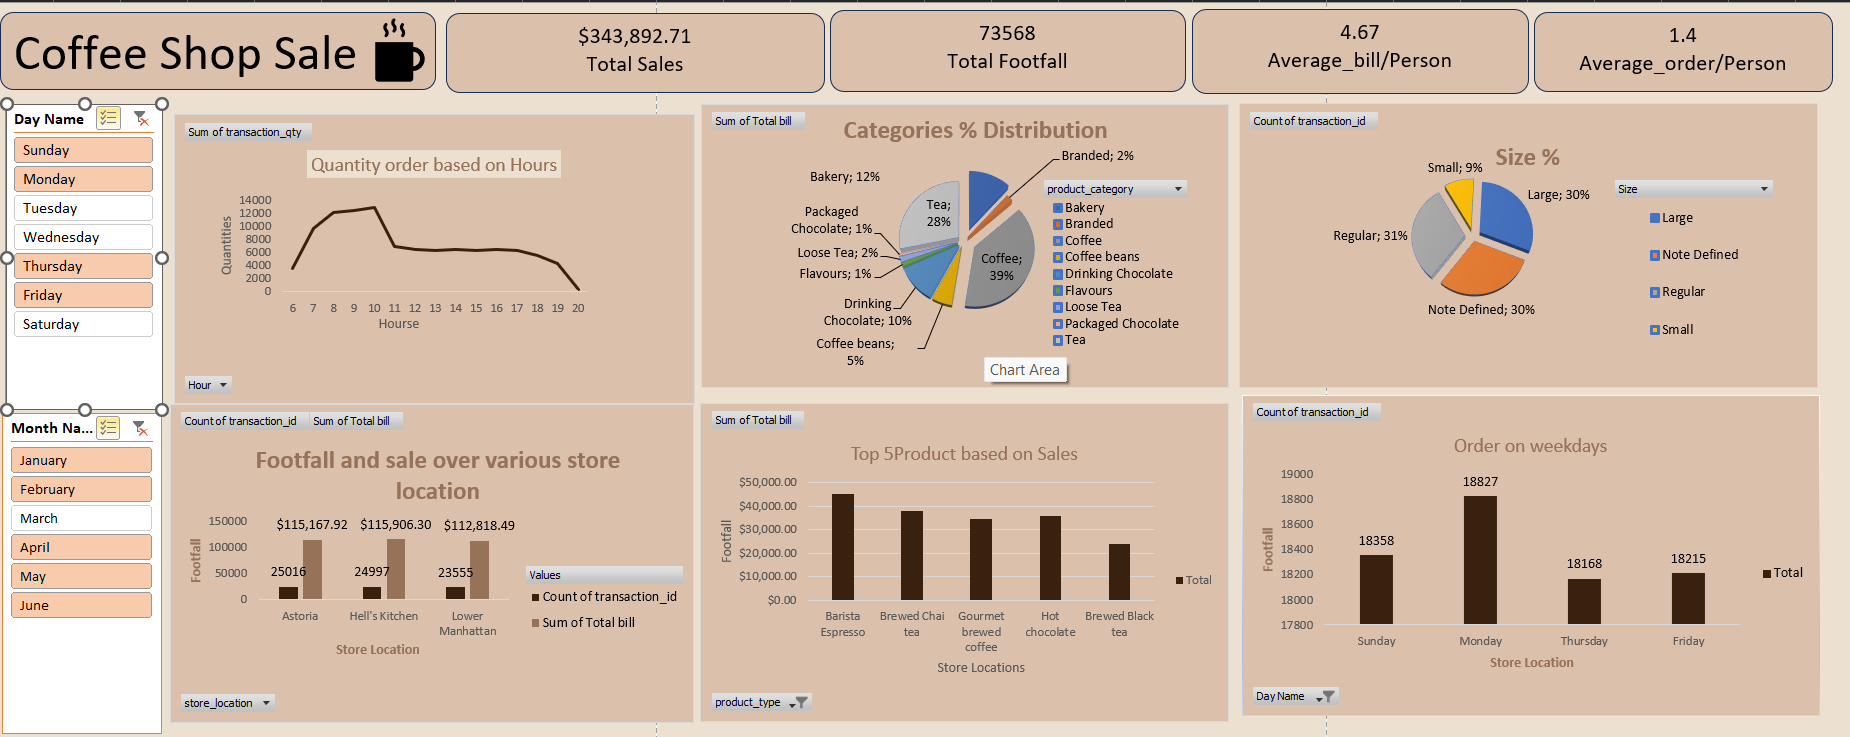 Coffee Shop Sale
$343,892.71
Total Sales
73568
Total Footfall
4.67
Average_bill/Person
1.4
Average_order/Person
Day Name
Sunday
Monday
Tuesday
Wednesday
Thursday
Friday
Saturday
Month Na...
January
February
March
April
May
June
Sum of transaction_qty
Quantity order based on Hours
Quantities
14000
12000
10000
8000
6000
4000
2000
0
6 7 8 9 10 11 12 13 14 15 16 17 18 19 20
Hourse
Hour
Sum of Total bill
Categories % Distribution
Branded; 2%
Bakery; 12%
Tea;
28%
Packaged
Chocolate; 1%
Loose Tea; 2%
Flavours; 1%
Coffee;
39%
Drinking
Chocolate; 10%
Coffee beans;
5%
product_category
Bakery
Branded
Coffee
Coffee beans
Drinking Chocolate
Flavours
Loose Tea
Packaged Chocolate
Tea
Chart Area
Count of transaction_id
Size %
Small; 9%
Large; 30%
Regular; 31%
Note Defined; 30%
Size
Large
Note Defined
Regular
Small
Count of transaction_id Sum of Total bill
Footfall and sale over various store
location
Footfall
150000
100000
50000
0
$115,167.92 $115,906.30 $112,818.49
25016 24997 23555
Astoria Hell's Kitchen Lower
Manhattan
Store Location
Values
Count of transaction_id
Sum of Total bill
store_location
Sum of Total bill
Top 5Product based on Sales
Footfall
$50,000.00
$40,000.00
$30,000.00
$20,000.00
$10,000.00
$0.00
Barista Brewed Chai Gourmet Hot Brewed Black
Espresso tea brewed chocolate tea
coffee
Store Locations
Total
product_type
Count of transaction_id
Order on weekdays
Footfall
19000
18800
18600
18400
18200
18000
17800
18358
18827
18168
18215
Sunday Monday Thursday Friday
Store Location
Total
Day Name